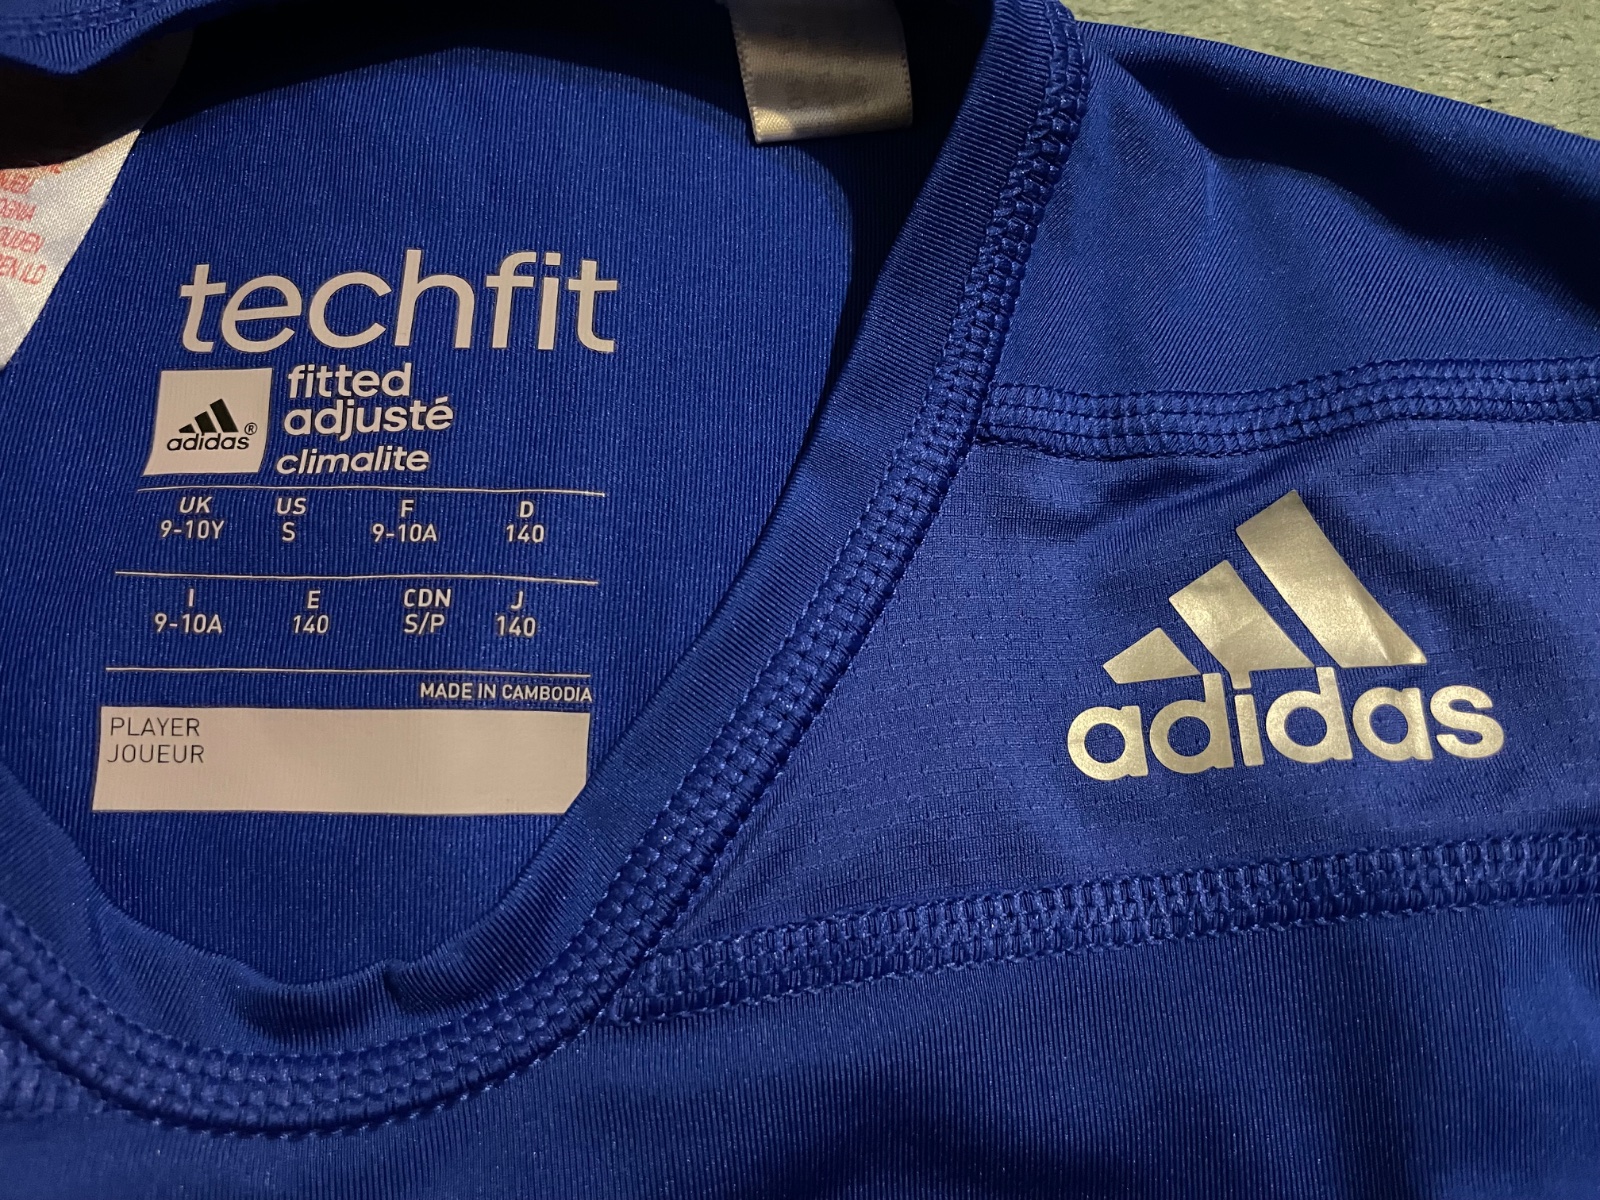 techfit
fitted
adjusté
climalite
adidas®
UK US F D
9-10Y S 9-10A 140
I E CDN J
9-10A 140 S/P 140
MADE IN CAMBODIA
PLAYER
JOUEUR
adidas